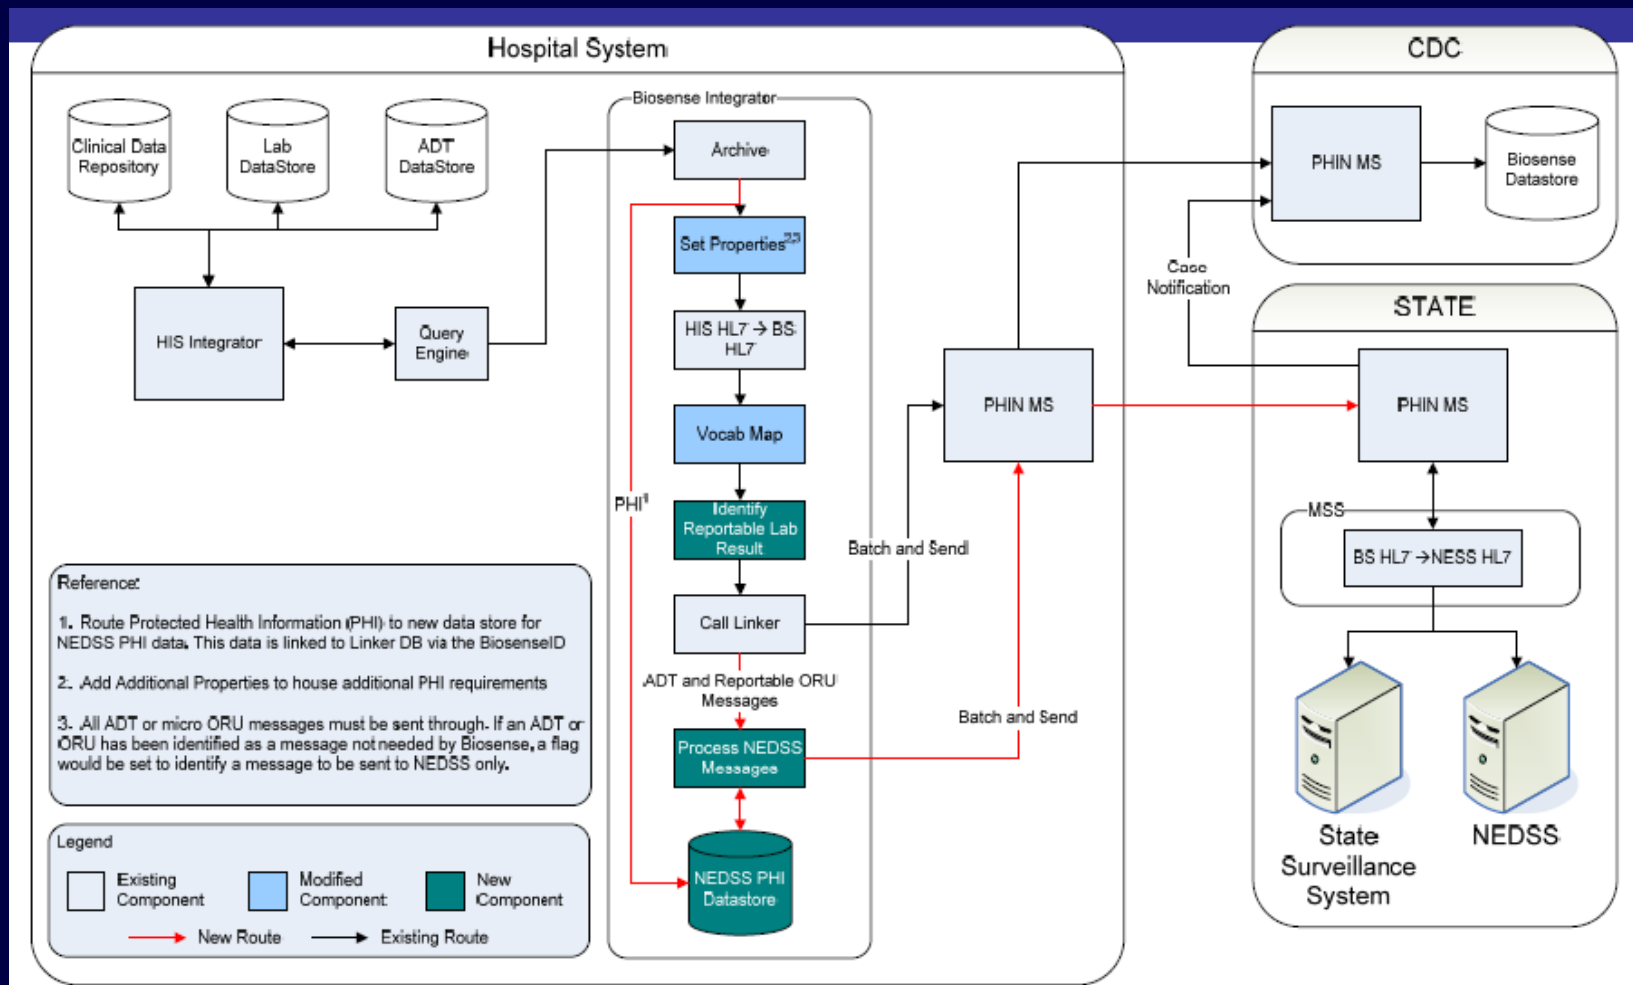 Hospital System
CDC
Biosense Integrator
Clinical Data
Repository
Lab
DataStore
ADT
DataStore
Archive
PHIN MS
Biosense
Datastore
Set Properties2,3
Case
Notification
HIS Integrator
Query
Engine
HIS HL7 → BS
HL7
STATE
PHIN MS
PHIN MS
Vocab Map
PHI1
Identify
Reportable Lab
Result
MSS
Batch and Send
BS HL7 →NESS HL7
Call Linker
ADT and Reportable ORU
Messages
Batch and Send
Process NEDSS
Messages
State
Surveillance
System
NEDSS
NEDSS PHI
Datastore
Reference:
1. Route Protected Health Information (PHI) to new data store for
NEDSS PHI data. This data is linked to Linker DB via the BiosenseID
2. Add Additional Properties to house additional PHI requirements
3. All ADT or micro ORU messages must be sent through. If an ADT or
ORU has been identified as a message not needed by Biosense, a flag
would be set to identify a message to be sent to NEDSS only.
Legend
Existing
Component
Modified
Component
New
Component
New Route
Existing Route